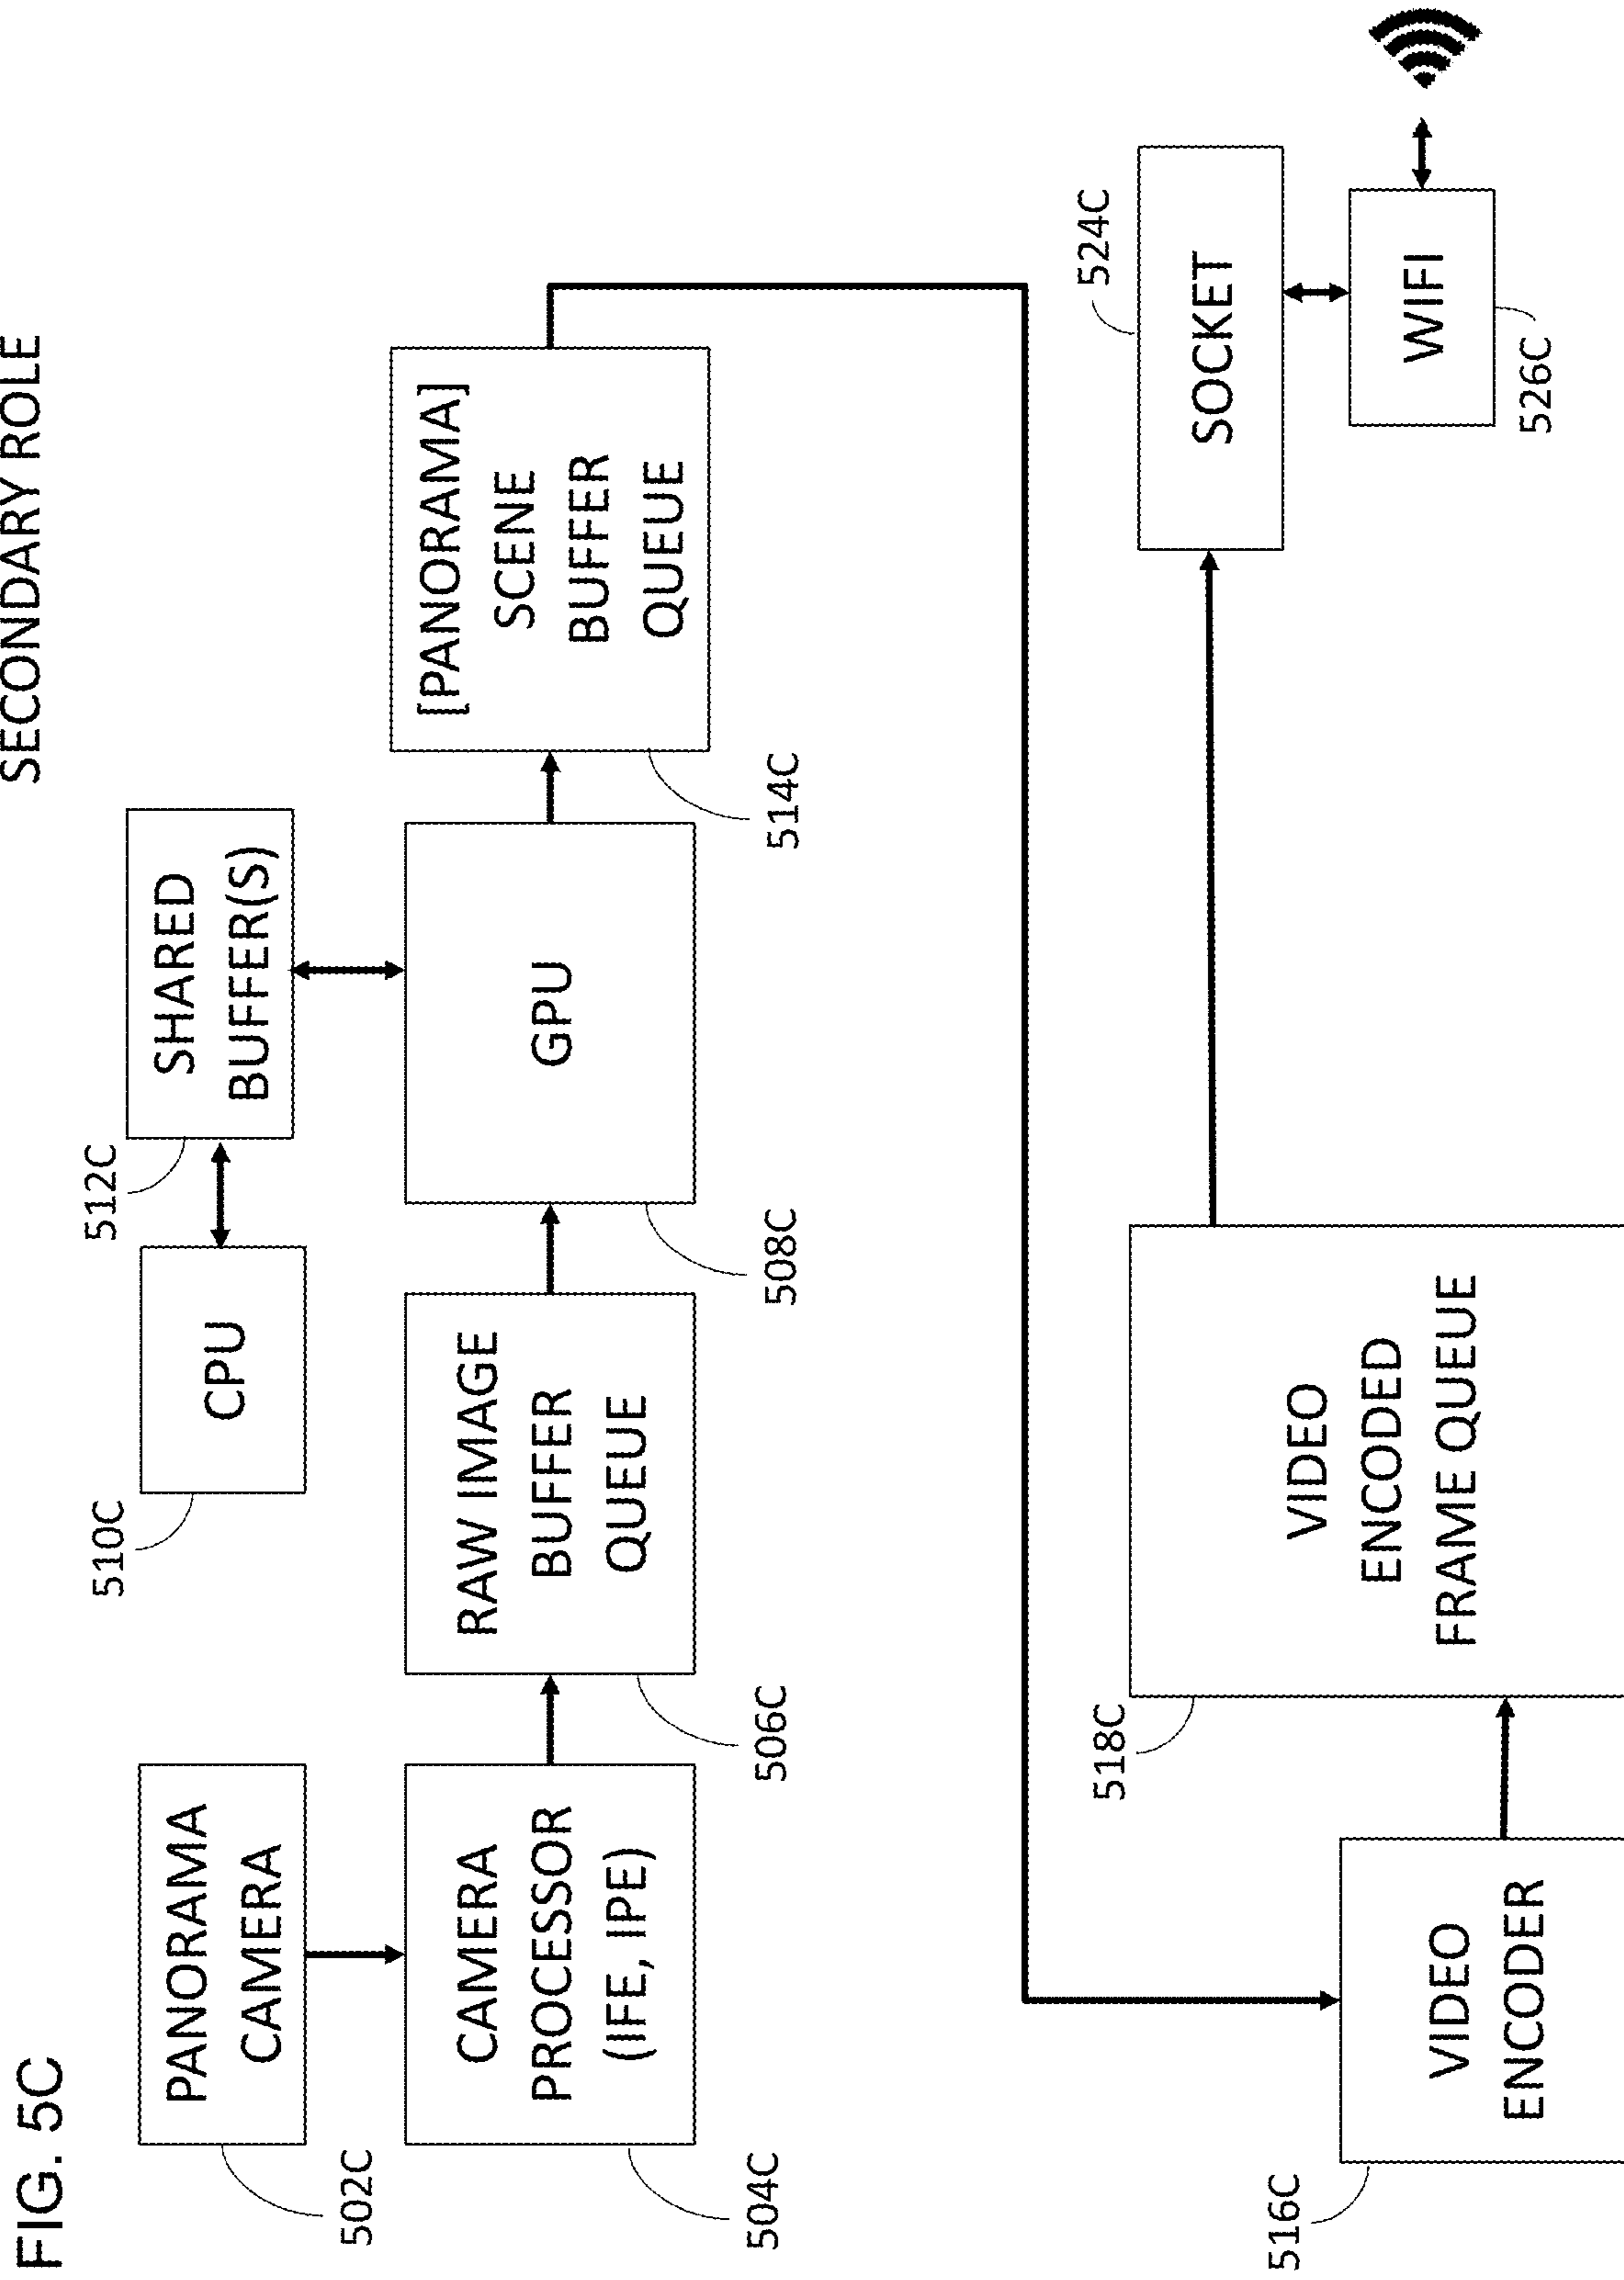 FIG. 5C
SECONDARY ROLE
502C
PANORAMA
CAMERA
510C
CPU
512C
SHARED
BUFFER(S)
504C
CAMERA
PROCESSOR
(IFE, IPE)
506C
RAW IMAGE
BUFFER
QUEUE
508C
GPU
514C
[PANORAMA]
SCENE
BUFFER
QUEUE
516C
VIDEO
ENCODER
518C
VIDEO
ENCODED
FRAME QUEUE
524C
SOCKET
WIFI
526C